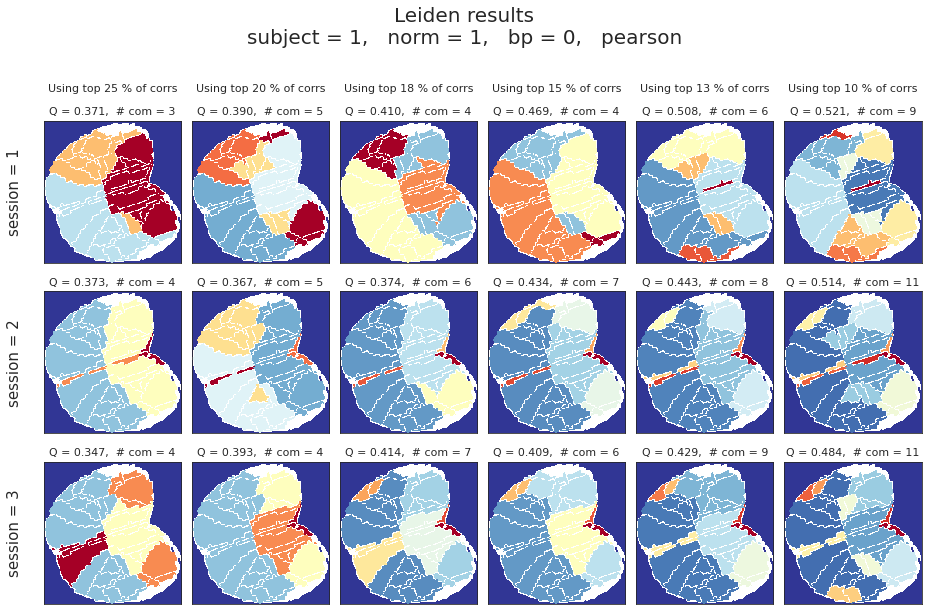 Leiden results
subject = 1,   norm = 1,   bp = 0,   pearson
Using top 25 % of corrs
Using top 20 % of corrs
Using top 18 % of corrs
Using top 15 % of corrs
Using top 13 % of corrs
Using top 10 % of corrs
session = 1
Q = 0.371,  # com = 3
Q = 0.390,  # com = 5
Q = 0.410,  # com = 4
Q = 0.469,  # com = 4
Q = 0.508,  # com = 6
Q = 0.521,  # com = 9
session = 2
Q = 0.373,  # com = 4
Q = 0.367,  # com = 5
Q = 0.374,  # com = 6
Q = 0.434,  # com = 7
Q = 0.443,  # com = 8
Q = 0.514,  # com = 11
session = 3
Q = 0.347,  # com = 4
Q = 0.393,  # com = 4
Q = 0.414,  # com = 7
Q = 0.409,  # com = 6
Q = 0.429,  # com = 9
Q = 0.484,  # com = 11